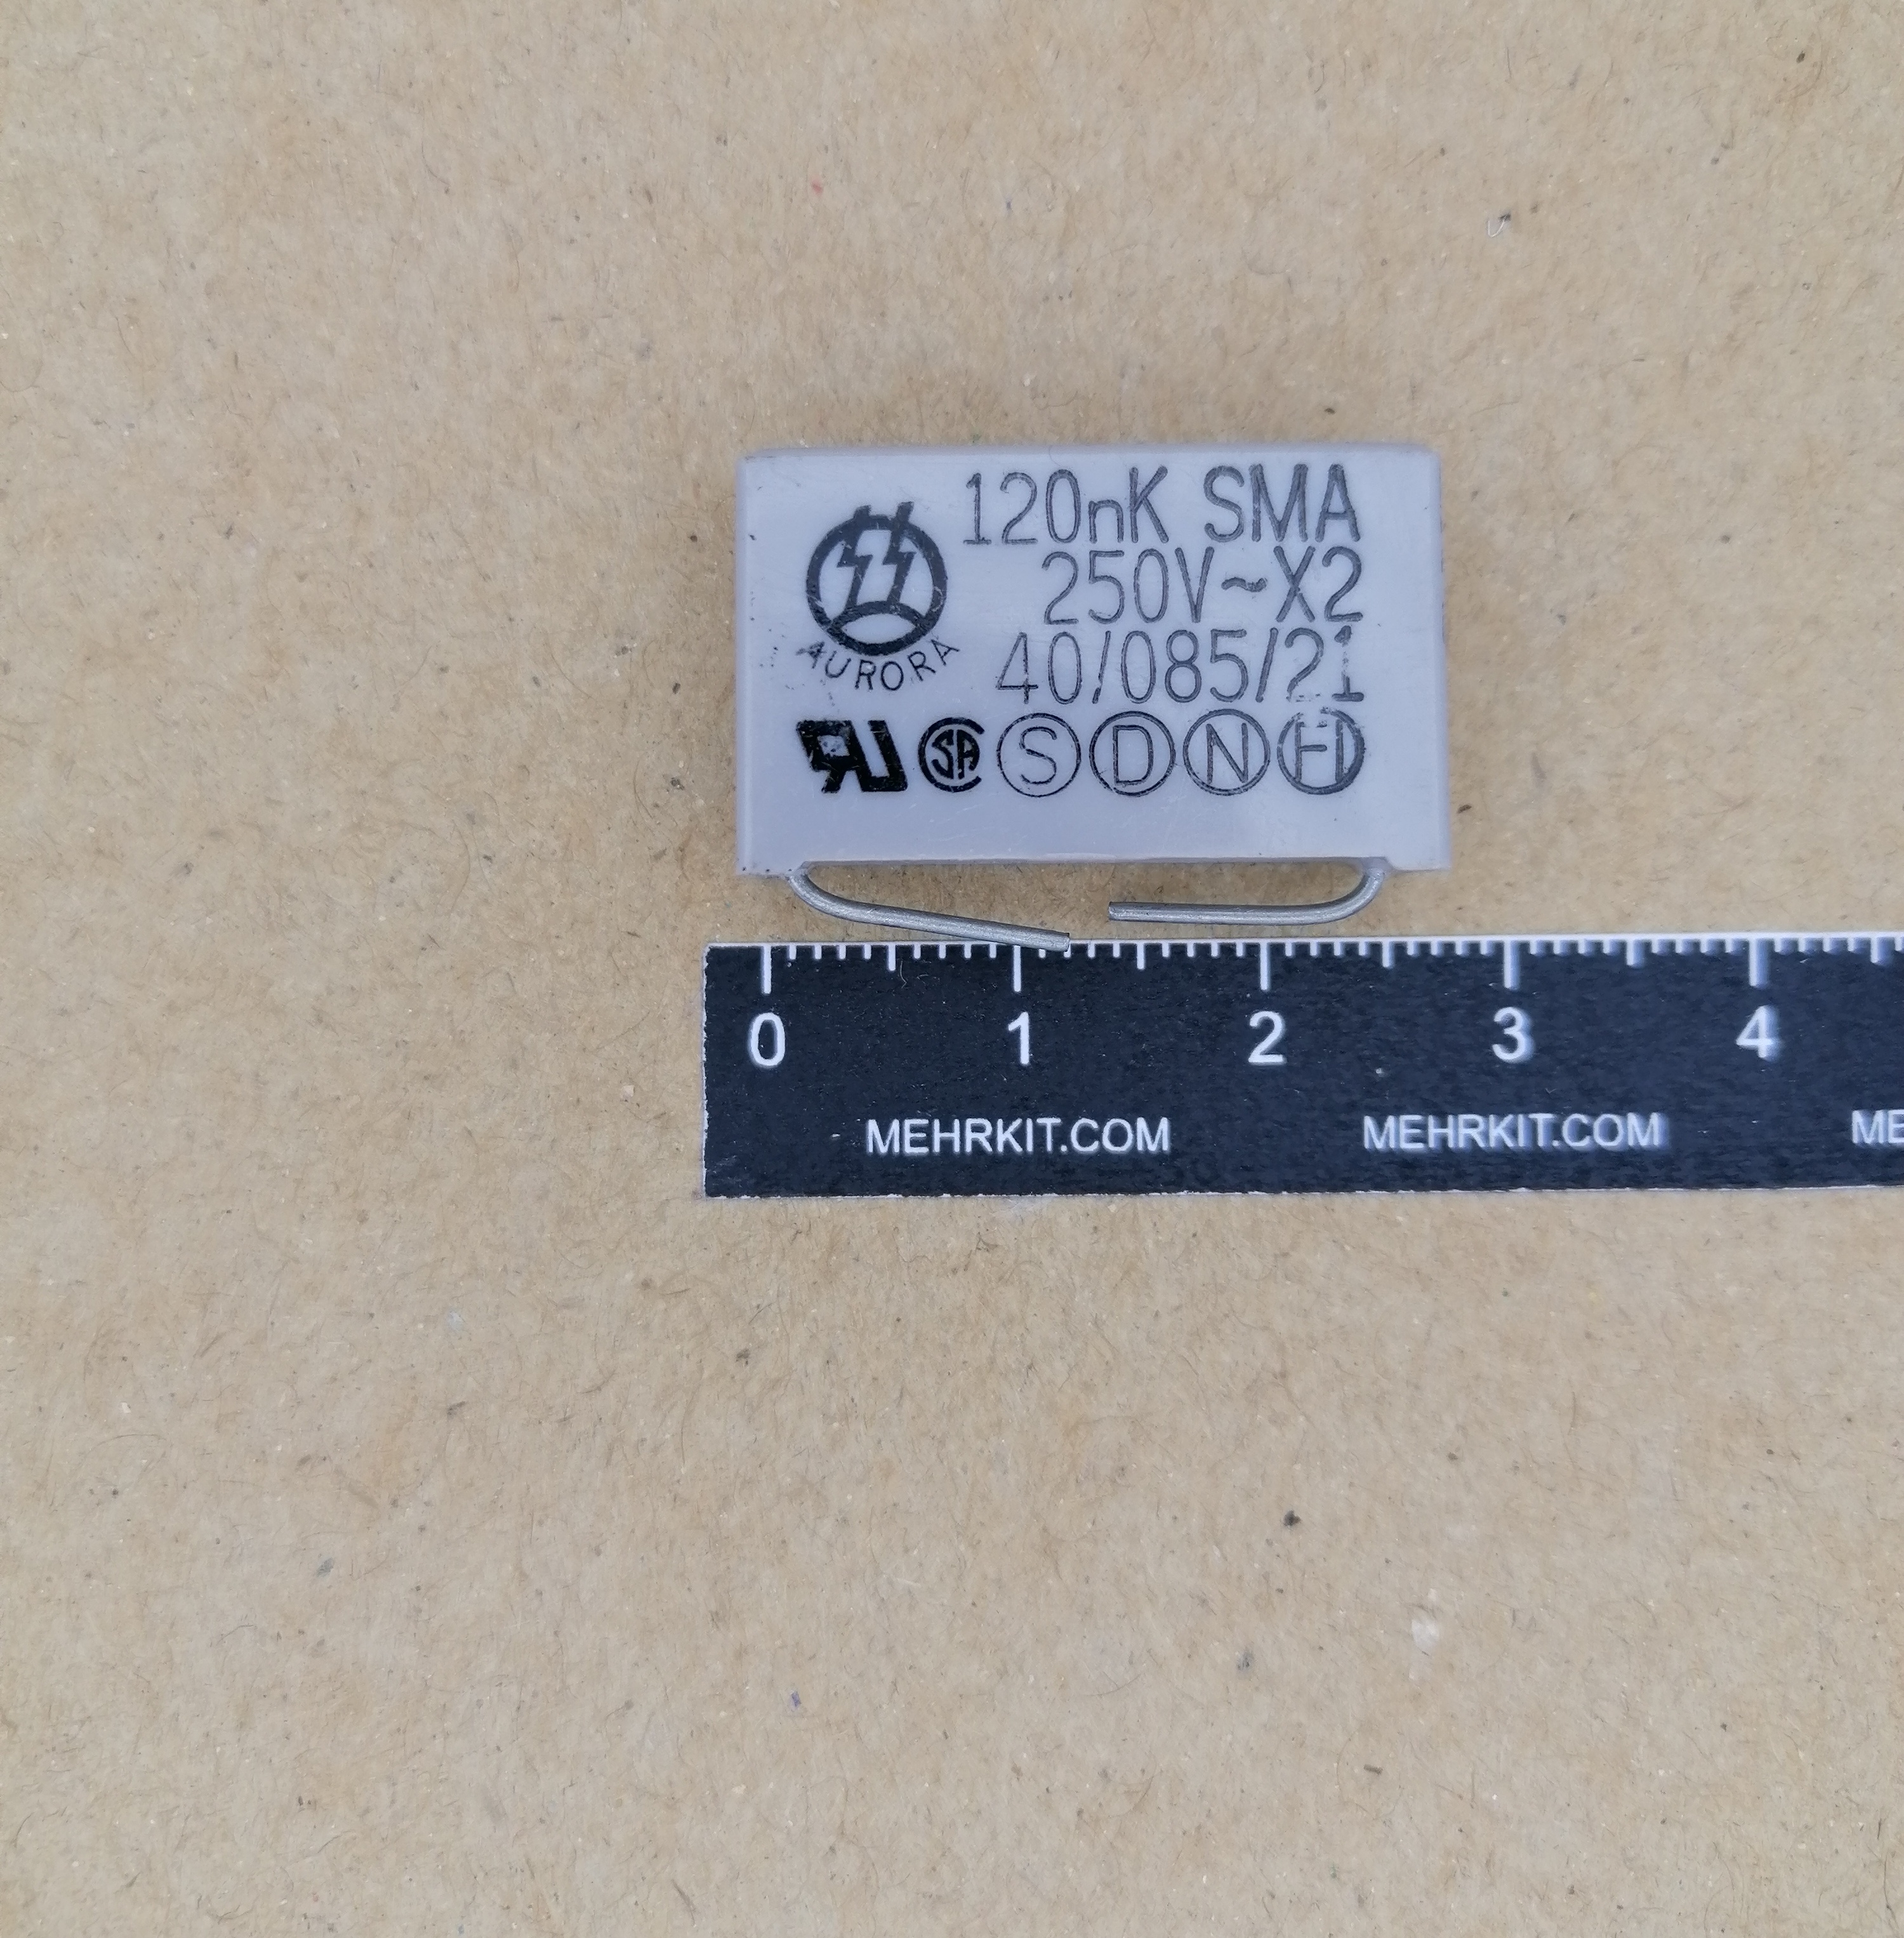 120nK SMA
250V~X2
40/085/21
AURORA
S D N
0 1 2 3 4
MEHRKIT.COM MEHRKIT.COM